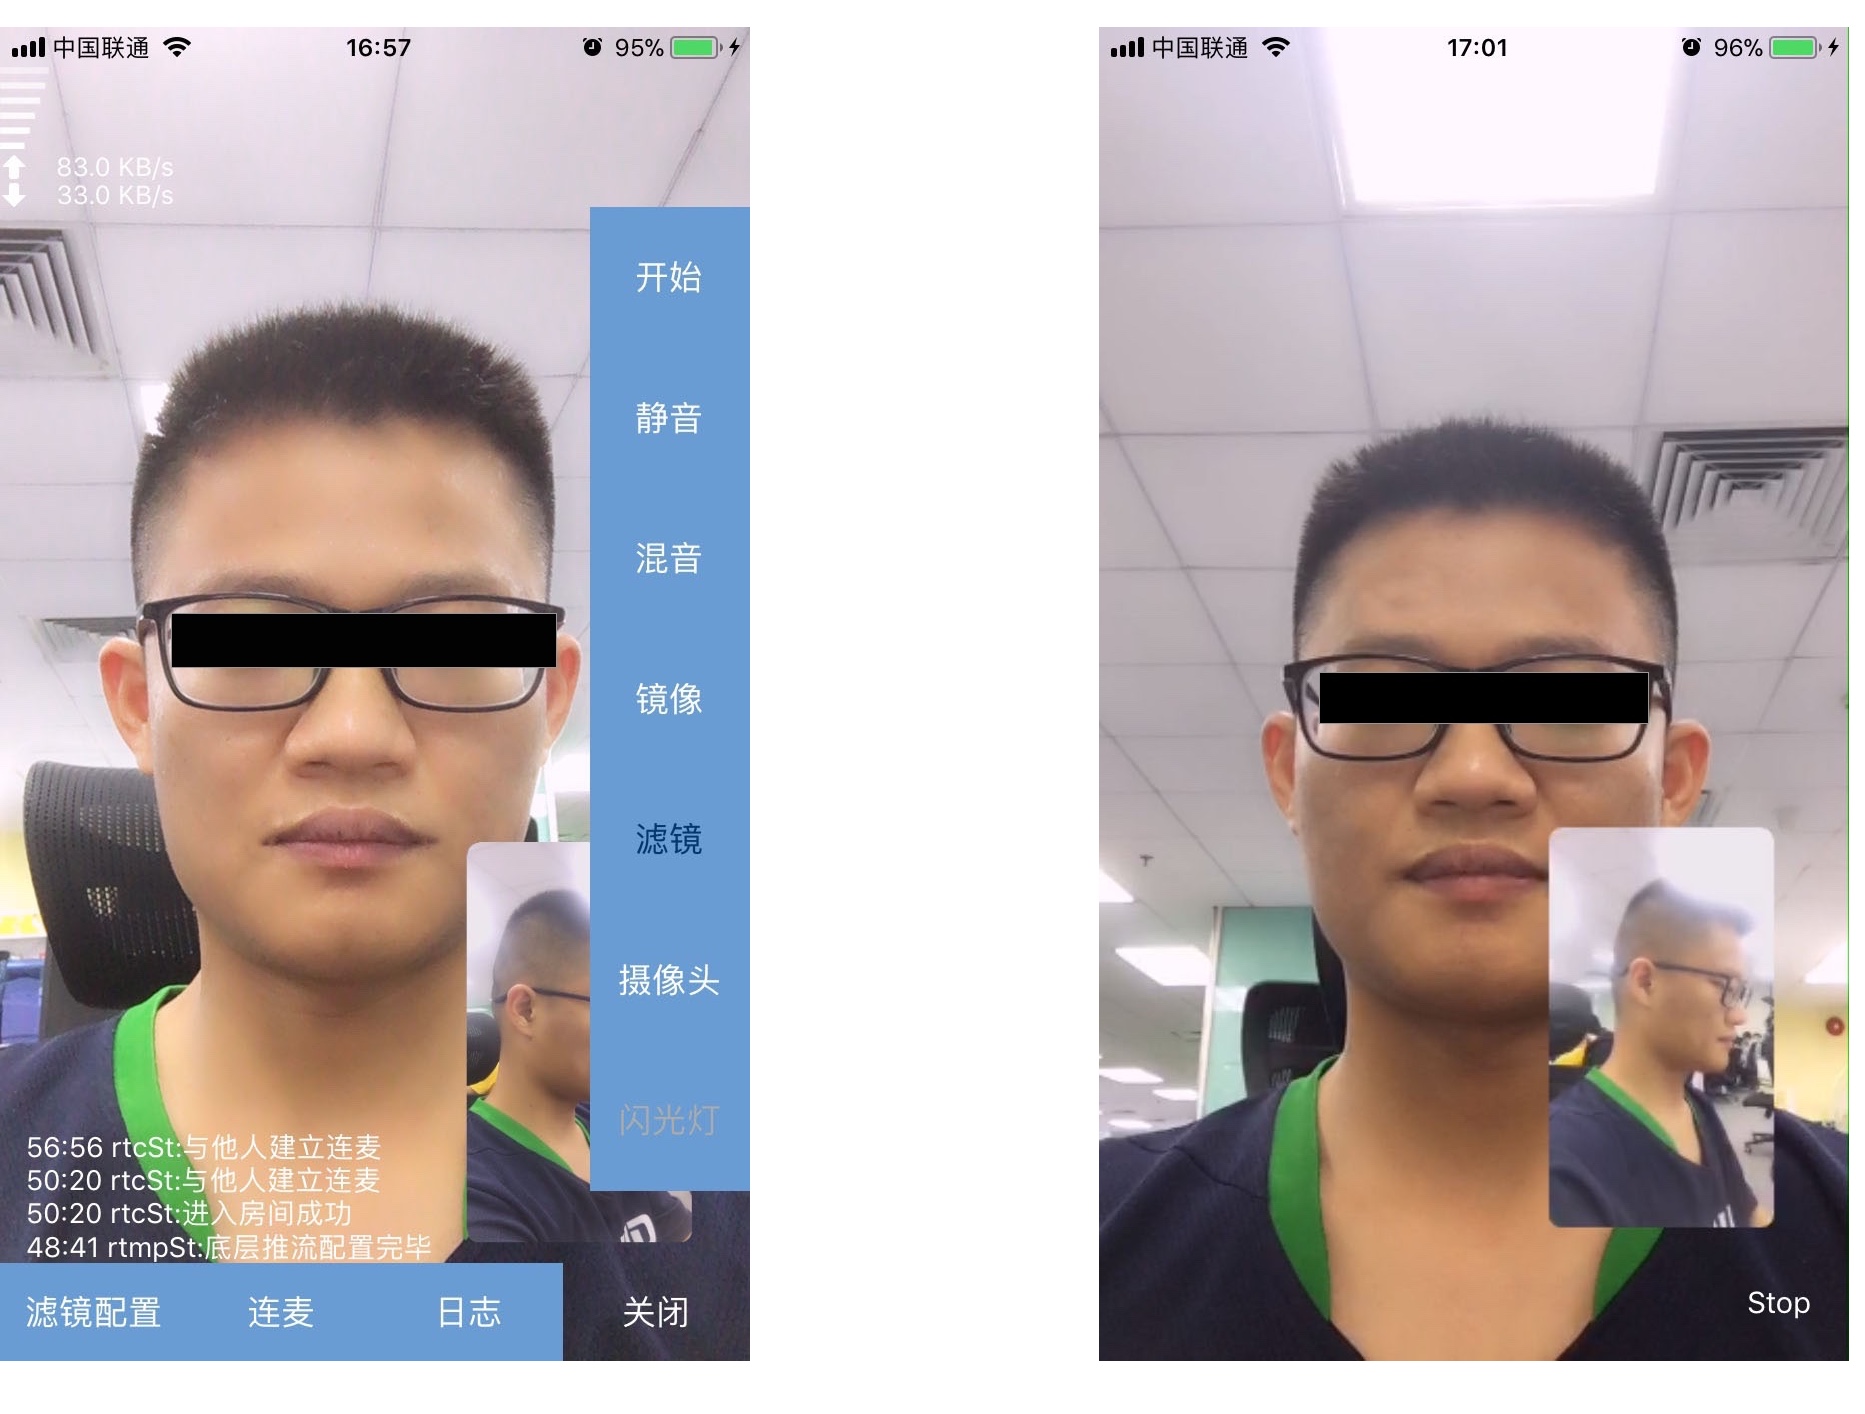 中国联通
16:57
95%
83.0 KB/s
33.0 KB/s
开始
静音
混音
镜像
滤镜
摄像头
闪光灯
56:56 rtcSt:与他人建立连麦
50:20 rtcSt:与他人建立连麦
50:20 rtcSt:进入房间成功
48:41 rtmpSt:底层推流配置完毕
滤镜配置
连麦
日志
关闭
中国联通
17:01
96%
Stop